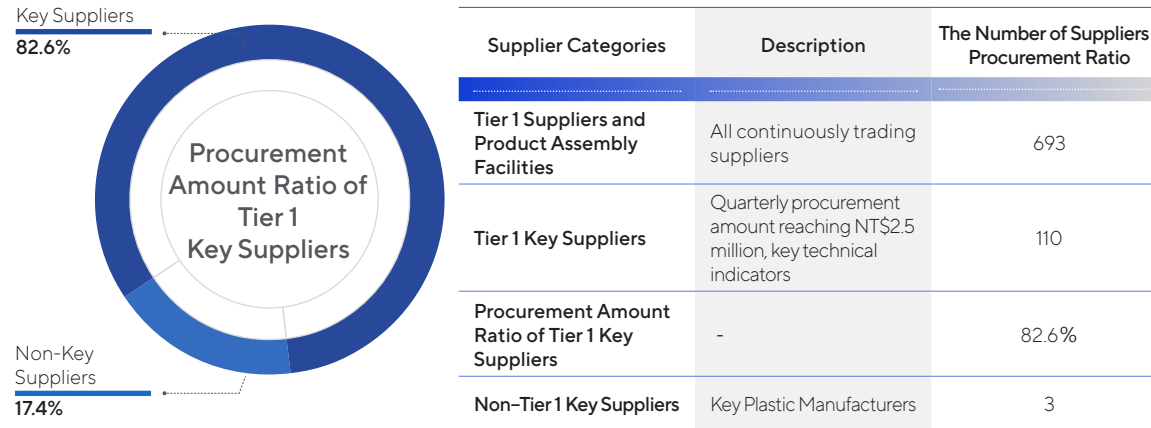 Key Suppliers
82.6%
Procurement
Amount Ratio of
Tier 1
Key Suppliers
Non-Key
Suppliers
17.4%
Supplier Categories
Description
The Number of Suppliers
Procurement Ratio
Tier 1 Suppliers and
Product Assembly
Facilities
All continuously trading
suppliers
693
Tier 1 Key Suppliers
Quarterly procurement
amount reaching NT$2.5
million, key technical
indicators
110
Procurement Amount
Ratio of Tier 1 Key
Suppliers
-
82.6%
Non-Tier 1 Key Suppliers
Key Plastic Manufacturers
3